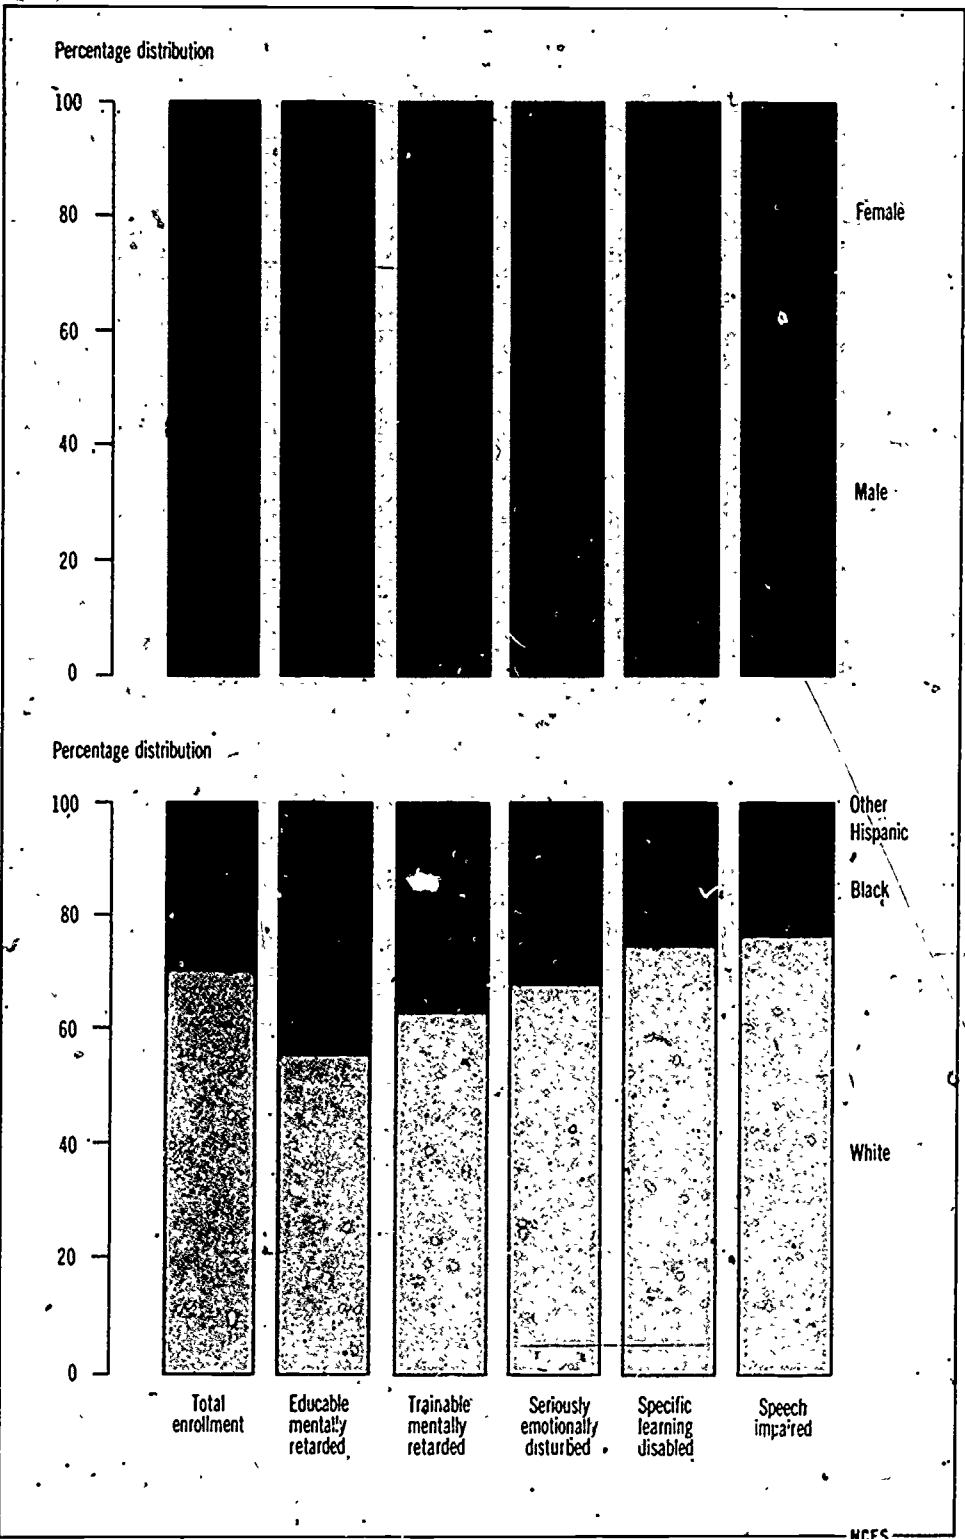 Percentage distribution
100
80
60
40
20
0
Female
Male
Percentage distribution
100
80
60
40
20
0
Other
Hispanic
Black
White
Total
enrollment
Educable
mentally
retarded
Trainable
mentally
retarded
Seriously
emotionally
disturbed
Specific
learning
disabled
Speech
impaired
NCES